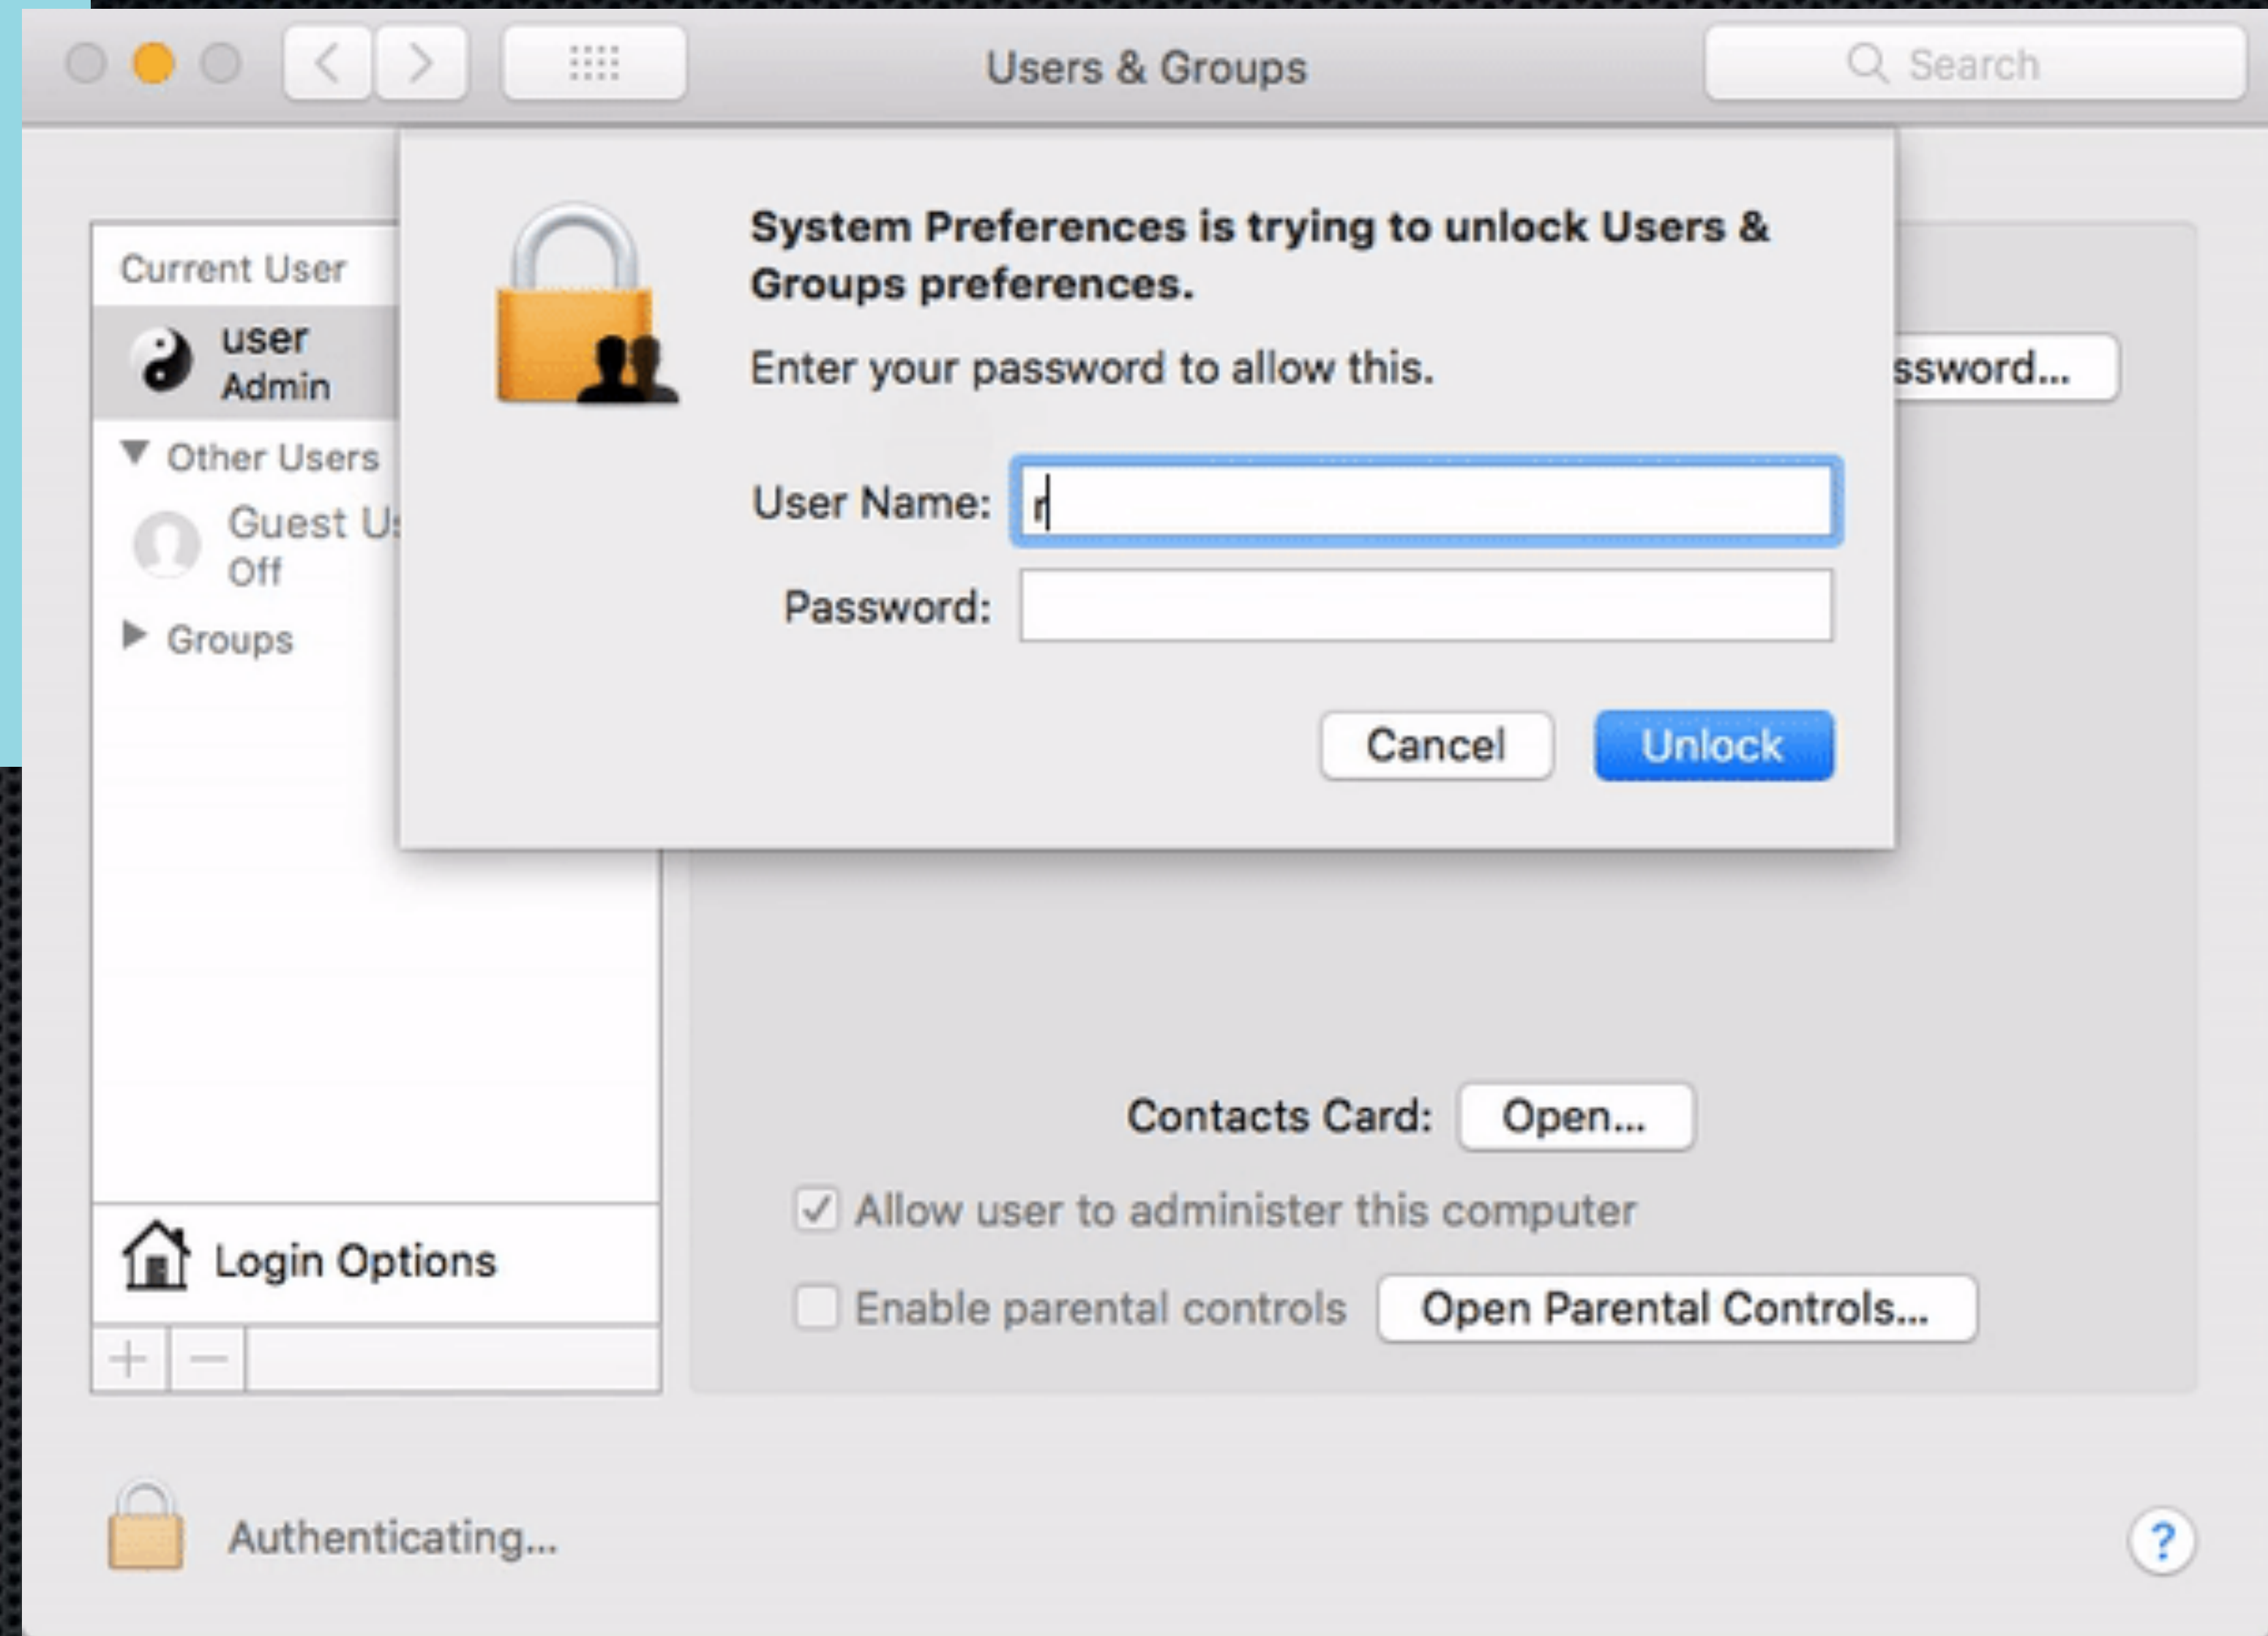 Users & Groups
Search
System Preferences is trying to unlock Users &
Groups preferences.
Enter your password to allow this.
User Name: r
Password:
Cancel
Unlock
Current User
user
Admin
Other Users
Guest
Off
Groups
Contacts Card: Open...
Allow user to administer this computer
Enable parental controls Open Parental Controls...
Login Options
Authenticating...
?